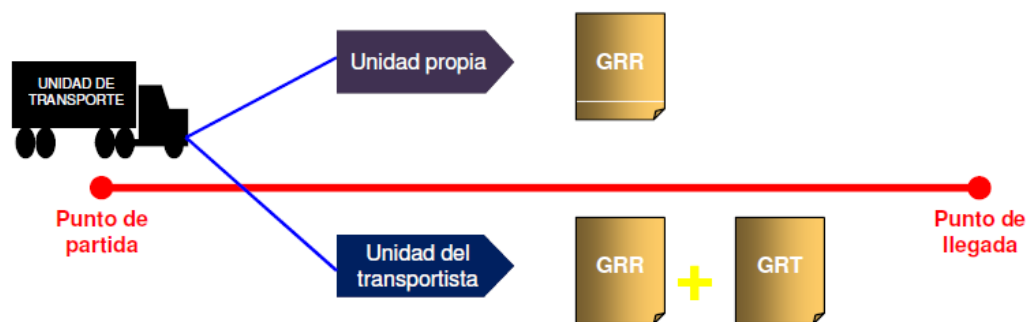 UNIDAD DE
TRANSPORTE
Unidad propia
GRR
Punto de
partida
Punto de
llegada
Unidad del
transportista
GRR
+
GRT